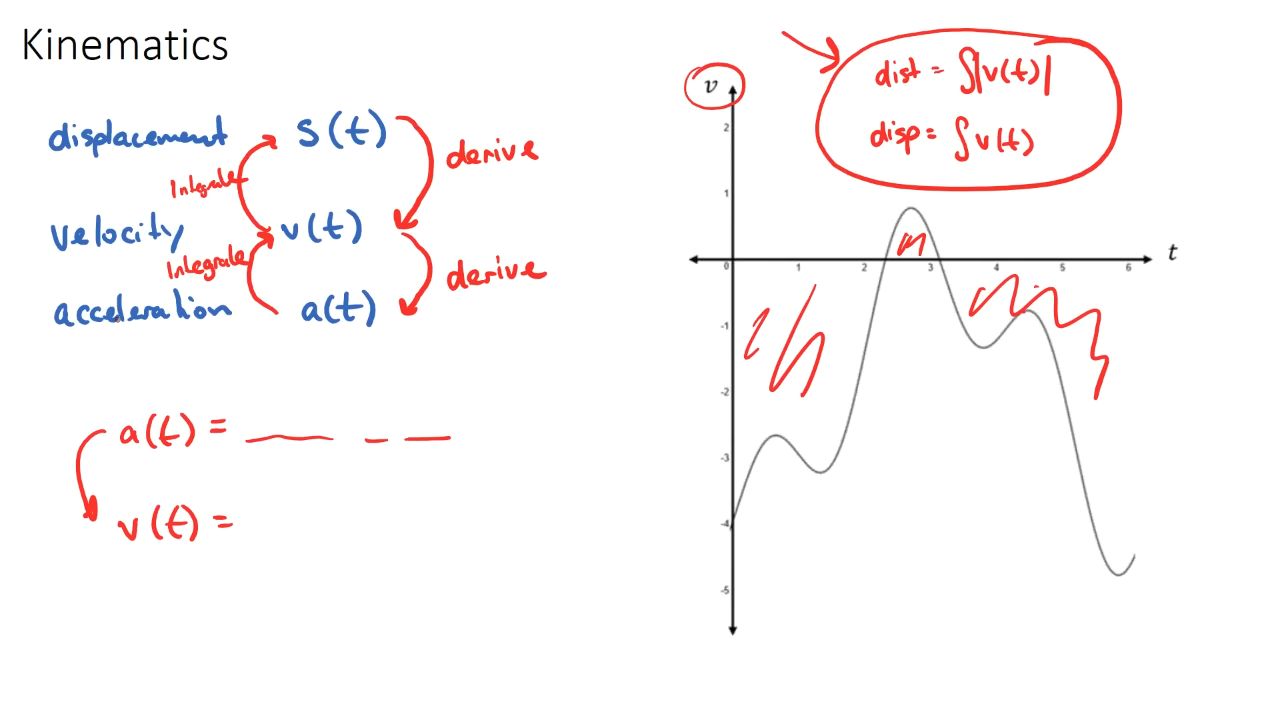 Kinematics
displacement s(t)
Integrate
derive
velocity v(t)
Integrate
derive
acceleration a(t)
a(t) =
v(t) =
dist = ∫|v(t)|
disp = ∫v(t)
v
t
2
1
0 1 2 3 4 5 6
-1
-2
-3
-4
-5